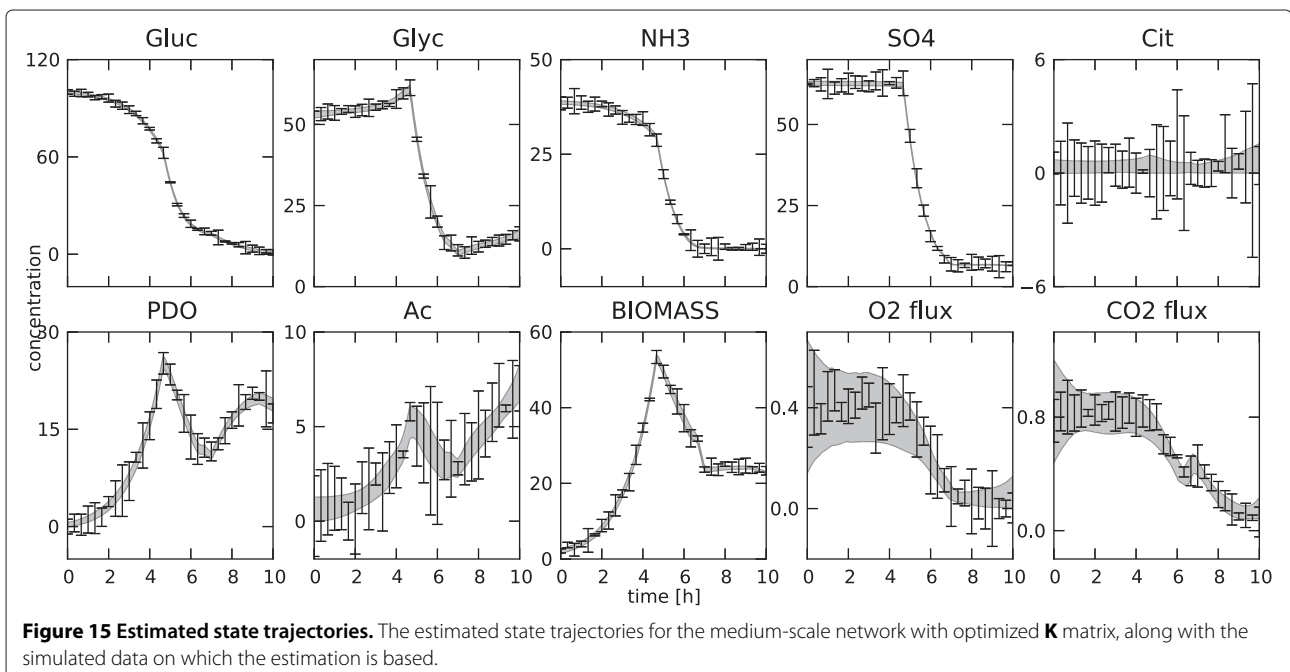 Gluc Glyc NH3 SO4 Cit
120 50 6
50 50
60 25 0
25 25
0 0
0 0 −6
PDO Ac BIOMASS O2 flux CO2 flux
30 10 60
40 0.4 0.8
15 5
20
0 0 0.0 0.0
0
0 2 4 6 8 10 0 2 4 6 8 10 0 2 4 6 8 10 0 2 4 6 8 10 0 2 4 6 8 10
concentration
time [h]
Figure 15 Estimated state trajectories. The estimated state trajectories for the medium-scale network with optimized K matrix, along with the
simulated data on which the estimation is based.